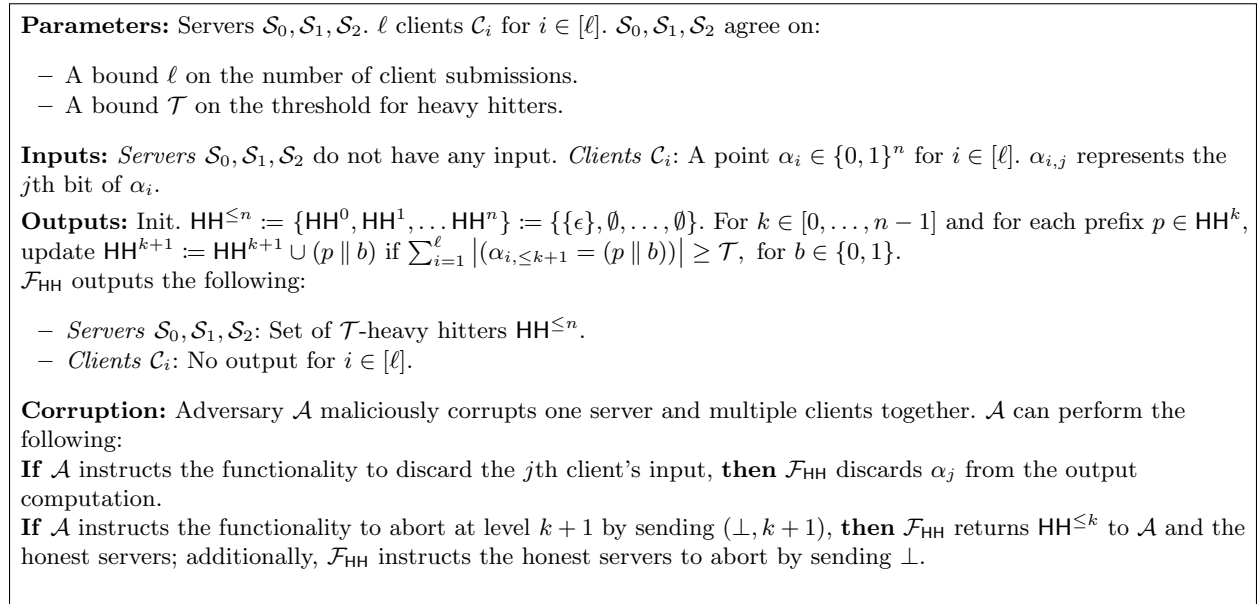 Parameters: Servers 𝒮₀, 𝒮₁, 𝒮₂. ℓ clients 𝒞ᵢ for i ∈ [ℓ]. 𝒮₀, 𝒮₁, 𝒮₂ agree on:
– A bound ℓ on the number of client submissions.
– A bound 𝒯 on the threshold for heavy hitters.
Inputs: Servers 𝒮₀, 𝒮₁, 𝒮₂ do not have any input. Clients 𝒞ᵢ: A point αᵢ ∈ {0, 1}ⁿ for i ∈ [ℓ]. α_{i,j} represents the
jth bit of αᵢ.
Outputs: Init. HH^{≤n} := {HH⁰, HH¹, … HHⁿ} := {{ϵ}, ∅, …, ∅}. For k ∈ [0, …, n − 1] and for each prefix p ∈ HH^k,
update HH^{k+1} := HH^{k+1} ∪ (p ∥ b) if ∑_{i=1}^{ℓ} |(α_{i,≤k+1} = (p ∥ b))| ≥ 𝒯, for b ∈ {0, 1}.
ℱ_HH outputs the following:
– Servers 𝒮₀, 𝒮₁, 𝒮₂: Set of 𝒯-heavy hitters HH^{≤n}.
– Clients 𝒞ᵢ: No output for i ∈ [ℓ].
Corruption: Adversary 𝒜 maliciously corrupts one server and multiple clients together. 𝒜 can perform the
following:
If 𝒜 instructs the functionality to discard the jth client's input, then ℱ_HH discards αⱼ from the output
computation.
If 𝒜 instructs the functionality to abort at level k + 1 by sending (⊥, k + 1), then ℱ_HH returns HH^{≤k} to 𝒜 and the
honest servers; additionally, ℱ_HH instructs the honest servers to abort by sending ⊥.